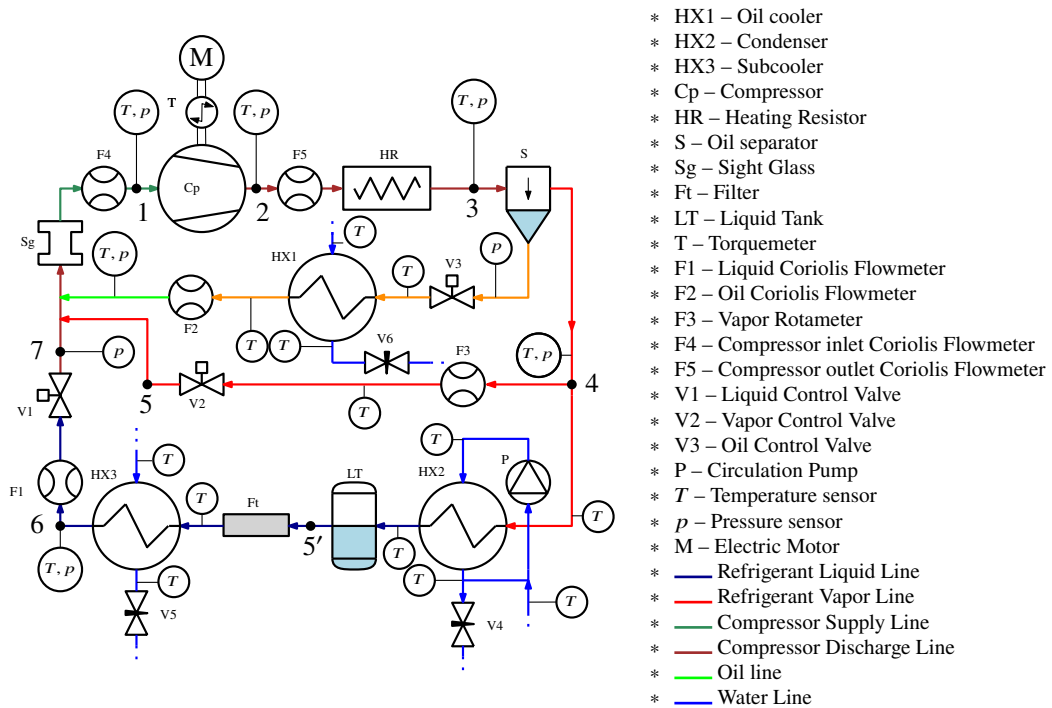 M
T
T, p
T, p
T, p
F4
Cp
F5
HR
S
1
2
3
Sg
T, p
HX1
T
T
V3
p
F2
T
T
V6
7
p
T, p
F3
4
V1
5
V2
T
T
P
HX3
T
LT
HX2
F1
T
Ft
6
5′
T
T
T, p
T
T
T
V5
V4
* HX1 – Oil cooler
* HX2 – Condenser
* HX3 – Subcooler
* Cp – Compressor
* HR – Heating Resistor
* S – Oil separator
* Sg – Sight Glass
* Ft – Filter
* LT – Liquid Tank
* T – Torquemeter
* F1 – Liquid Coriolis Flowmeter
* F2 – Oil Coriolis Flowmeter
* F3 – Vapor Rotameter
* F4 – Compressor inlet Coriolis Flowmeter
* F5 – Compressor outlet Coriolis Flowmeter
* V1 – Liquid Control Valve
* V2 – Vapor Control Valve
* V3 – Oil Control Valve
* P – Circulation Pump
* T – Temperature sensor
* p – Pressure sensor
* M – Electric Motor
* Refrigerant Liquid Line
* Refrigerant Vapor Line
* Compressor Supply Line
* Compressor Discharge Line
* Oil line
* Water Line